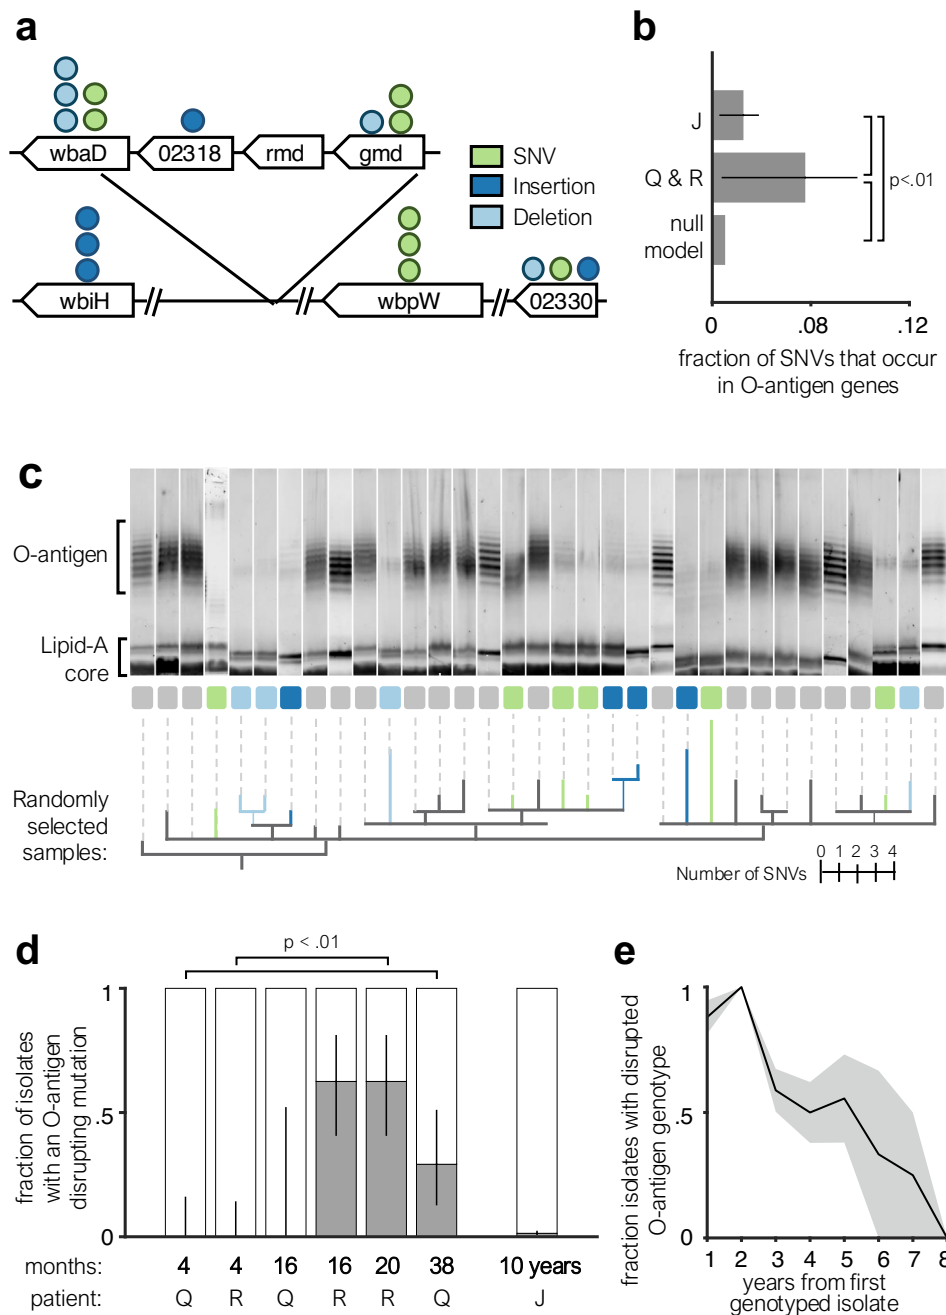 a
wbaD
02318
rmd
gmd
SNV
Insertion
Deletion
wbiH
wbpW
02330
b
J
Q & R
null
model
p<.01
0
.08
.12
fraction of SNVs that occur
in O-antigen genes
c
O-antigen
Lipid-A
core
Randomly
selected
samples:
0 1 2 3 4
Number of SNVs
d
p < .01
fraction of isolates
with an O-antigen
disrupting mutation
1
.5
0
months: 4 4 16 16 20 38 10 years
patient: Q R Q R R Q J
e
fraction isolates with disrupted
O-antigen genotype
1
.5
0
1 2 3 4 5 6 7 8
years from first
genotyped isolate